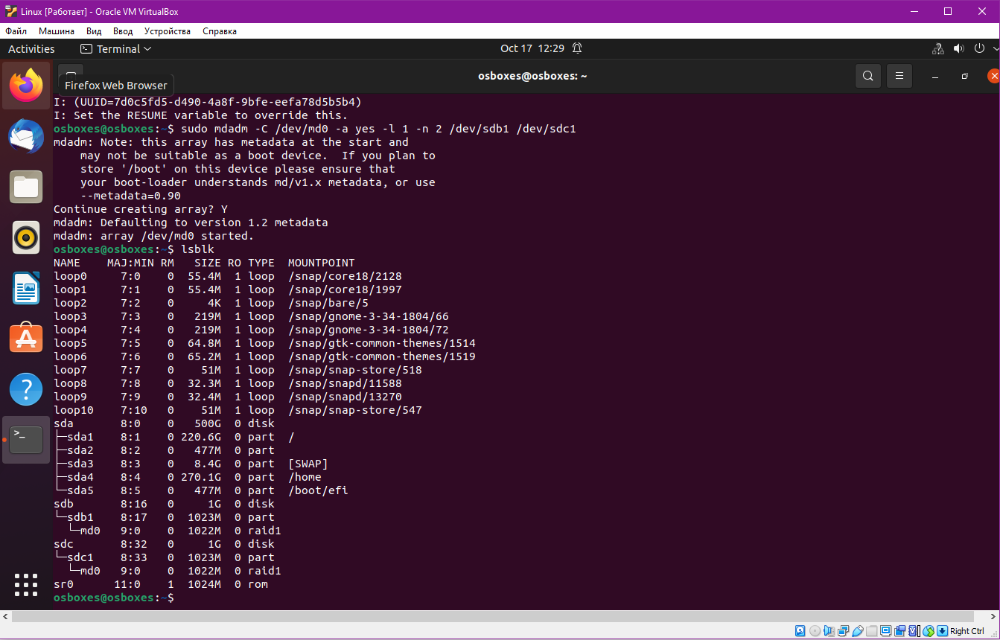 Linux [Работает] - Oracle VM VirtualBox
Файл Машина Вид Ввод Устройства Справка
Activities Terminal Oct 17 12:29
osboxes@osboxes: ~
Firefox Web Browser
I: (UUID=7d0c5fd5-d490-4a8f-9bfe-eefa78d5b5b4)
I: Set the RESUME variable to override this.
osboxes@osboxes:~$ sudo mdadm -C /dev/md0 -a yes -l 1 -n 2 /dev/sdb1 /dev/sdc1
mdadm: Note: this array has metadata at the start and
    may not be suitable as a boot device.  If you plan to
    store '/boot' on this device please ensure that
    your boot-loader understands md/v1.x metadata, or use
    --metadata=0.90
Continue creating array? Y
mdadm: Defaulting to version 1.2 metadata
mdadm: array /dev/md0 started.
osboxes@osboxes:~$ lsblk
NAME    MAJ:MIN RM   SIZE RO TYPE  MOUNTPOINT
loop0     7:0    0  55.4M  1 loop  /snap/core18/2128
loop1     7:1    0  55.4M  1 loop  /snap/core18/1997
loop2     7:2    0     4K  1 loop  /snap/bare/5
loop3     7:3    0   219M  1 loop  /snap/gnome-3-34-1804/66
loop4     7:4    0   219M  1 loop  /snap/gnome-3-34-1804/72
loop5     7:5    0  64.8M  1 loop  /snap/gtk-common-themes/1514
loop6     7:6    0  65.2M  1 loop  /snap/gtk-common-themes/1519
loop7     7:7    0    51M  1 loop  /snap/snap-store/518
loop8     7:8    0  32.3M  1 loop  /snap/snapd/11588
loop9     7:9    0  32.4M  1 loop  /snap/snapd/13270
loop10    7:10   0    51M  1 loop  /snap/snap-store/547
sda       8:0    0   500G  0 disk
├─sda1    8:1    0 220.6G  0 part  /
├─sda2    8:2    0   477M  0 part
├─sda3    8:3    0   8.4G  0 part  [SWAP]
├─sda4    8:4    0 270.1G  0 part  /home
└─sda5    8:5    0   477M  0 part  /boot/efi
sdb       8:16   0     1G  0 disk
└─sdb1    8:17   0  1023M  0 part
  └─md0   9:0    0  1022M  0 raid1
sdc       8:32   0     1G  0 disk
└─sdc1    8:33   0  1023M  0 part
  └─md0   9:0    0  1022M  0 raid1
sr0      11:0    1  1024M  0 rom
osboxes@osboxes:~$
Right Ctrl